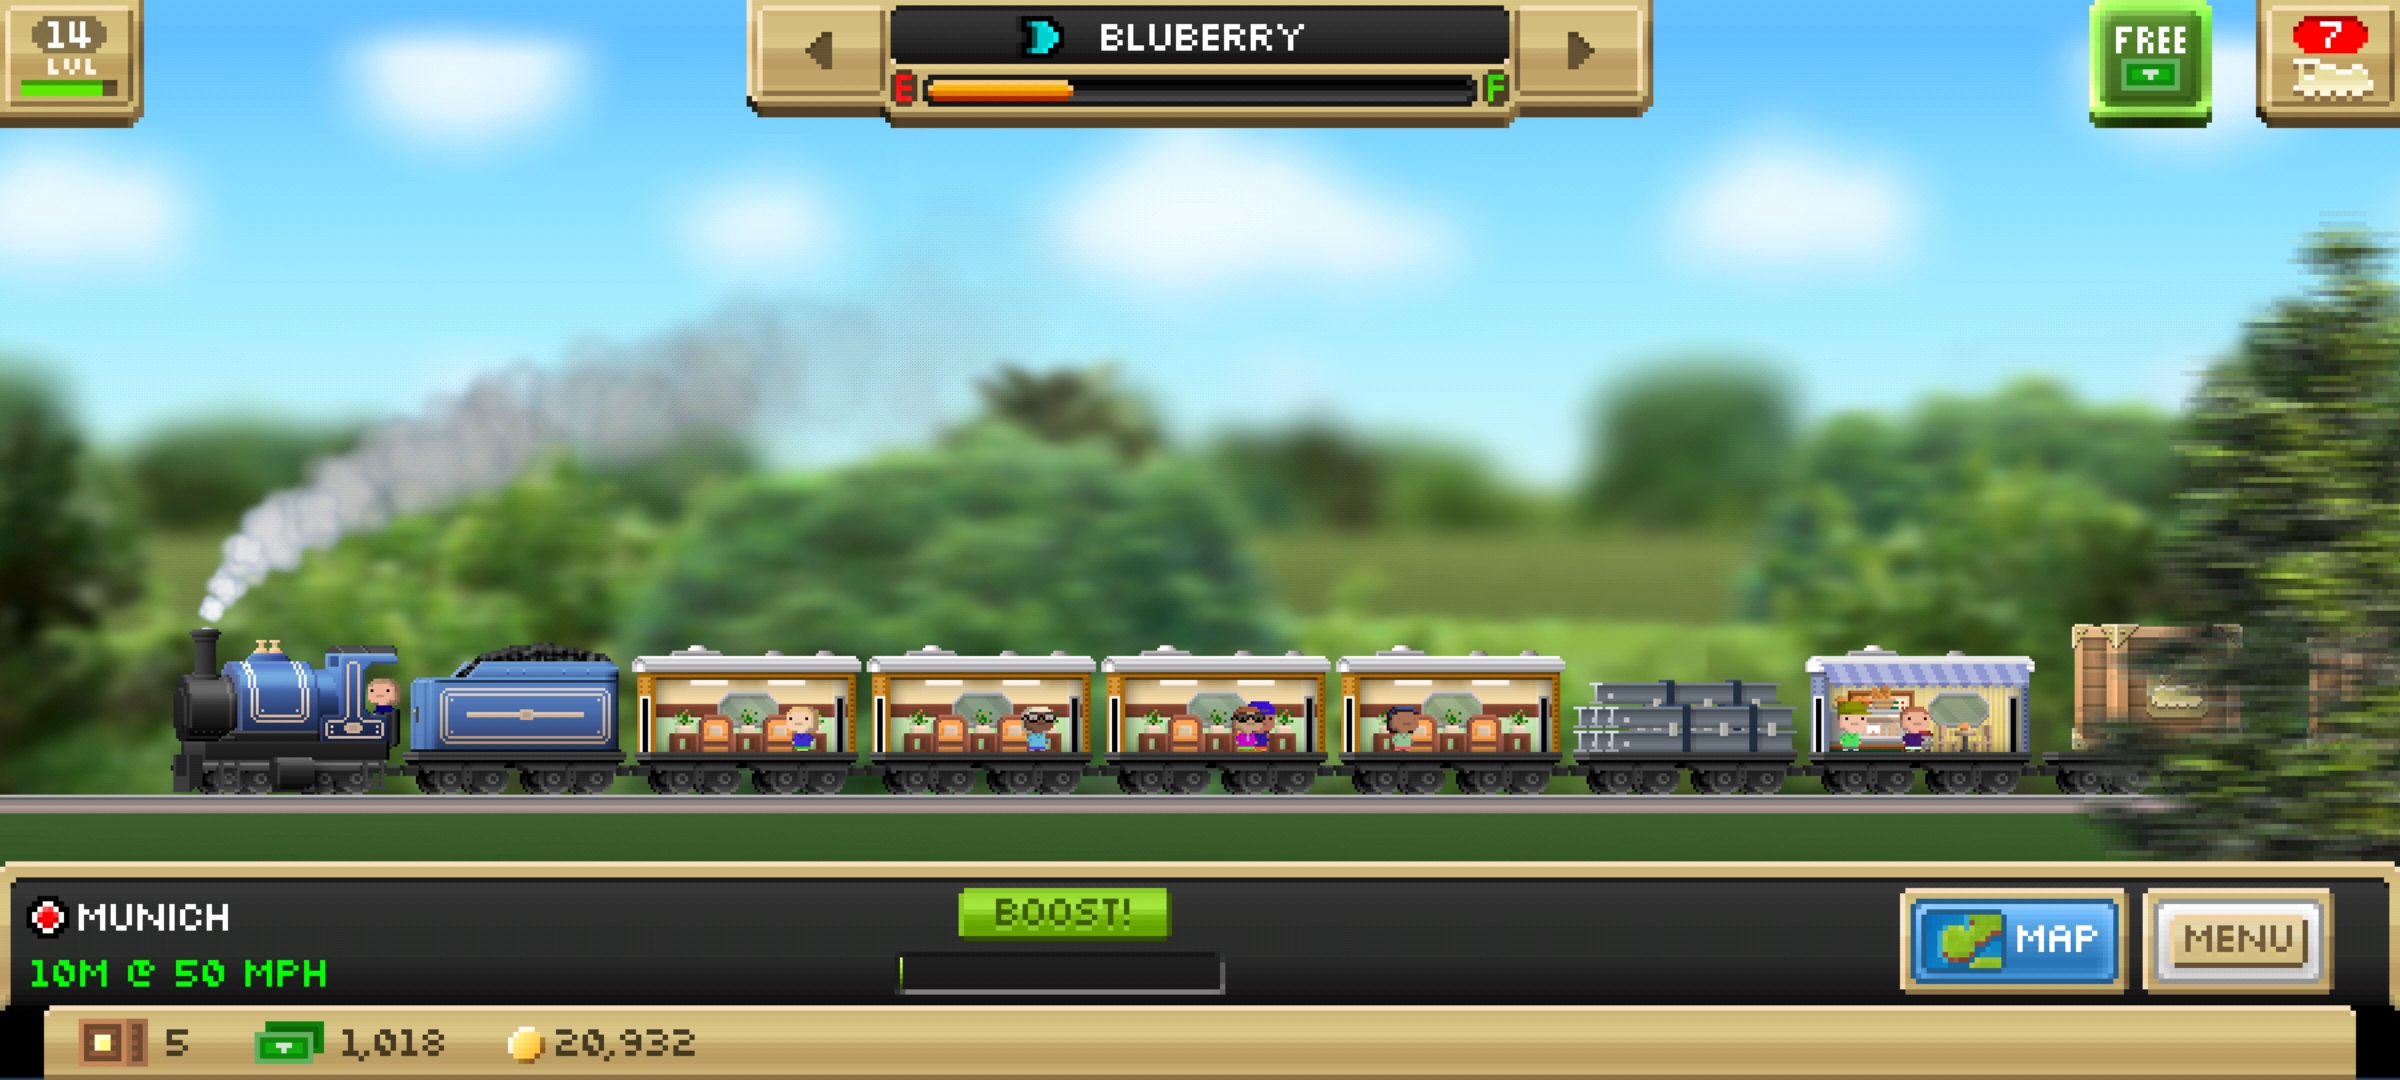 14
LVL
BLUBERRY
E F
FREE
7
MUNICH
10M @ 50 MPH
BOOST!
MAP
MENU
5
1,018
20,932